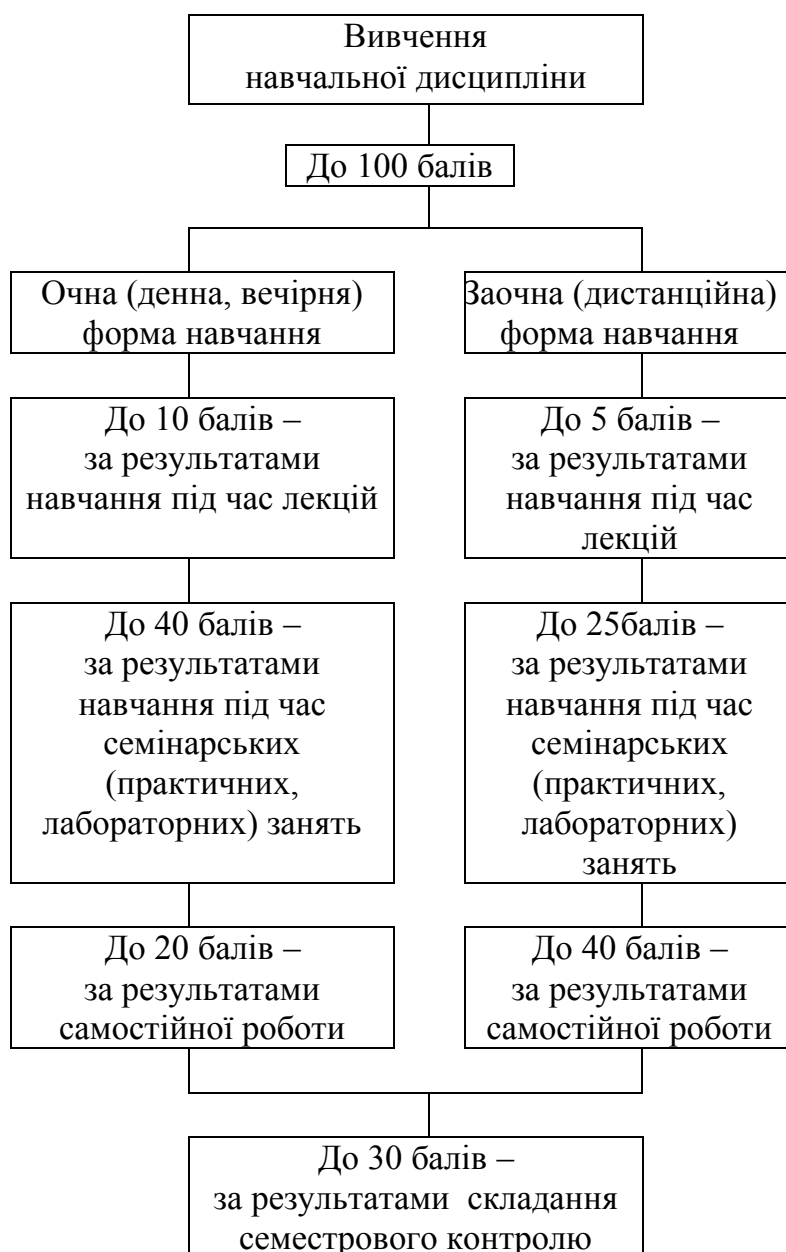 Вивчення
навчальної дисципліни
До 100 балів
Очна (денна, вечірня)
форма навчання
Заочна (дистанційна)
форма навчання
До 10 балів –
за результатами
навчання під час лекцій
До 5 балів –
за результатами
навчання під час
лекцій
До 40 балів –
за результатами
навчання під час
семінарських
(практичних,
лабораторних) занять
До 25балів –
за результатами
навчання під час
семінарських
(практичних,
лабораторних)
занять
До 20 балів –
за результатами
самостійної роботи
До 40 балів –
за результатами
самостійної роботи
До 30 балів –
за результатами складання
семестрового контролю